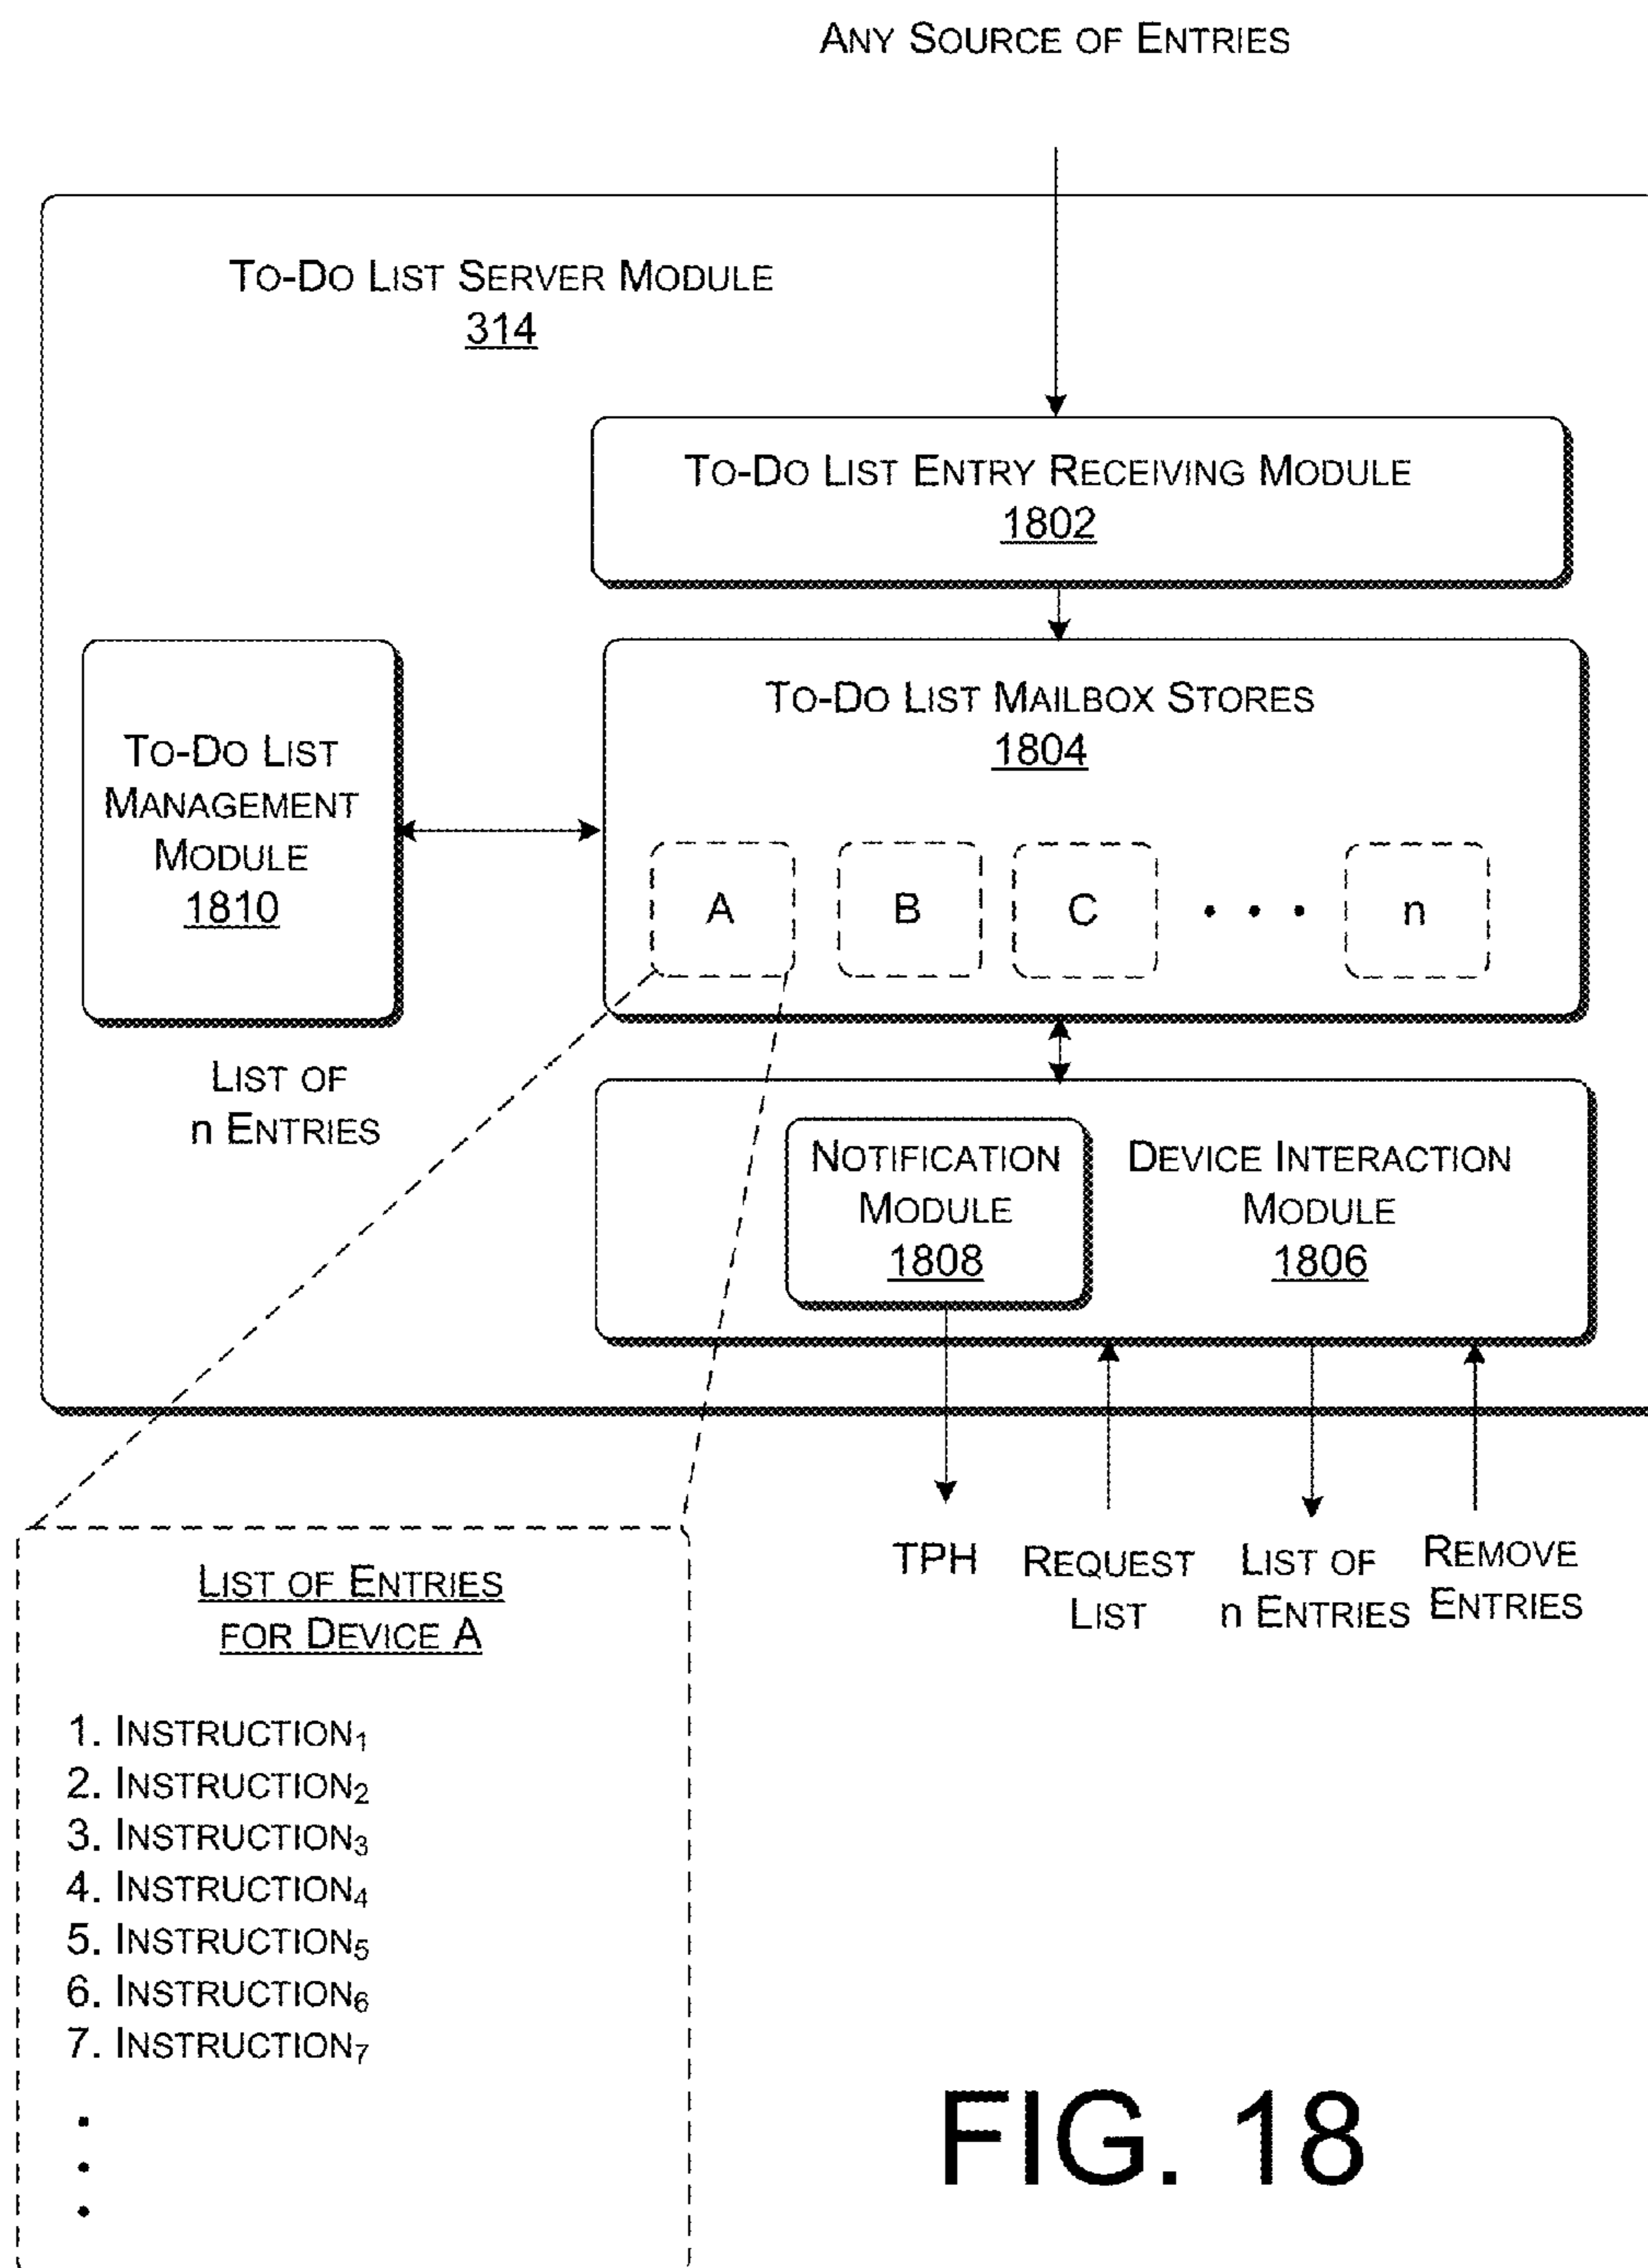 ANY SOURCE OF ENTRIES
TO-DO LIST SERVER MODULE
314
TO-DO LIST ENTRY RECEIVING MODULE
1802
TO-DO LIST MAILBOX STORES
1804
TO-DO LIST
MANAGEMENT
MODULE
1810
A B C • • • n
LIST OF
n ENTRIES
NOTIFICATION
MODULE
1808
DEVICE INTERACTION
MODULE
1806
TPH
REQUEST
LIST
LIST OF
n ENTRIES
REMOVE
ENTRIES
LIST OF ENTRIES
FOR DEVICE A
1. INSTRUCTION₁
2. INSTRUCTION₂
3. INSTRUCTION₃
4. INSTRUCTION₄
5. INSTRUCTION₅
6. INSTRUCTION₆
7. INSTRUCTION₇
•
•
•
FIG. 18